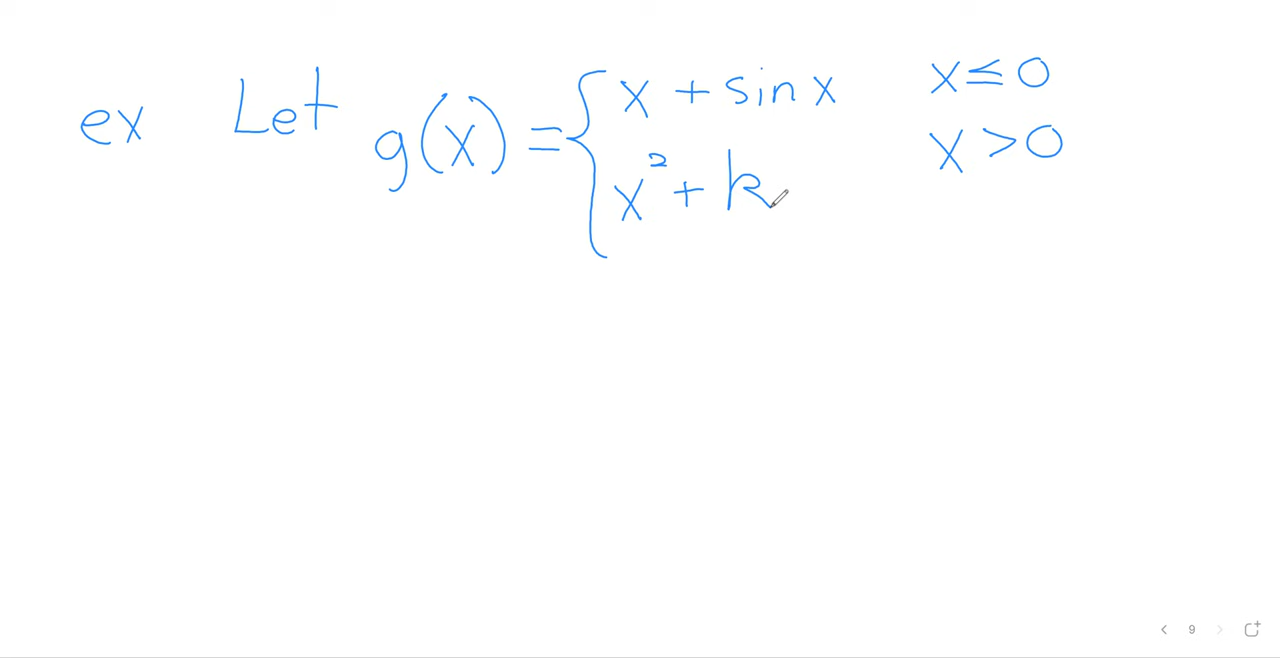 ex Let g(x) = { x + sin x x ≤ 0
x² + k x > 0
9